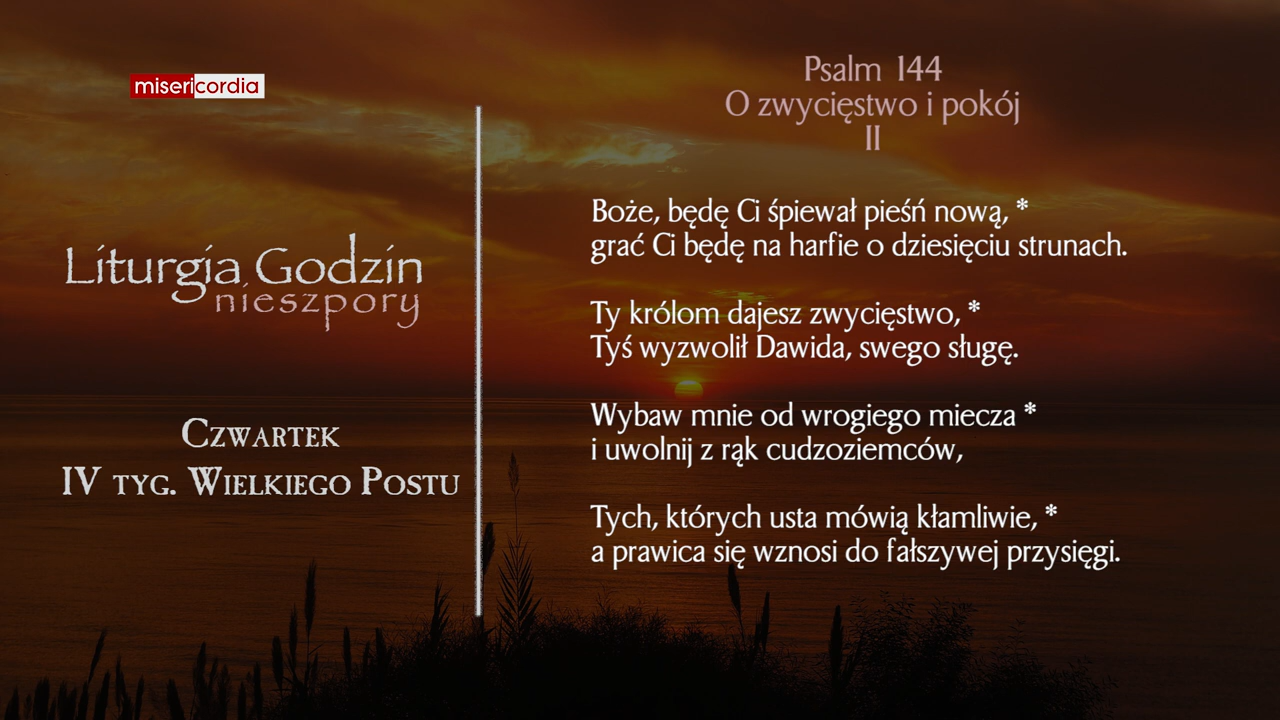 misericordia
Liturgia Godzin
nieszpory
Czwartek
IV tyg. Wielkiego Postu
Psalm 144
O zwycięstwo i pokój
II
Boże, będę Ci śpiewał pieśń nową, *
grać Ci będę na harfie o dziesięciu strunach.
Ty królom dajesz zwycięstwo, *
Tyś wyzwolił Dawida, swego sługę.
Wybaw mnie od wrogiego miecza *
i uwolnij z rąk cudzoziemców,
Tych, których usta mówią kłamliwie, *
a prawica się wznosi do fałszywej przysięgi.